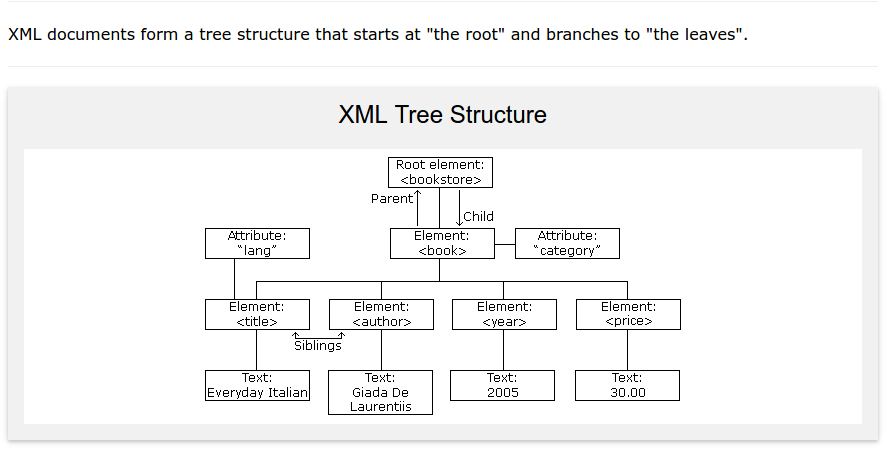 XML documents form a tree structure that starts at "the root" and branches to "the leaves".
XML Tree Structure
Root element:
<bookstore>
Parent
Child
Attribute:
"lang"
Element:
<book>
Attribute:
"category"
Element:
<title>
Element:
<author>
Element:
<year>
Element:
<price>
Siblings
Text:
Everyday Italian
Text:
Giada De
Laurentiis
Text:
2005
Text:
30.00